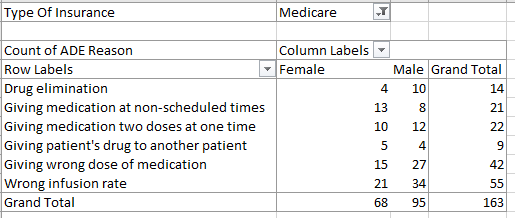 Type Of Insurance Medicare
Count of ADE Reason Column Labels
Row Labels Female Male Grand Total
Drug elimination 4 10 14
Giving medication at non-scheduled times 13 8 21
Giving medication two doses at one time 10 12 22
Giving patient's drug to another patient 5 4 9
Giving wrong dose of medication 15 27 42
Wrong infusion rate 21 34 55
Grand Total 68 95 163